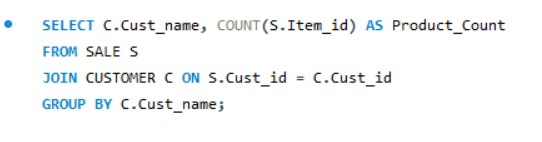 SELECT C.Cust_name, COUNT(S.Item_id) AS Product_Count
FROM SALE S
JOIN CUSTOMER C ON S.Cust_id = C.Cust_id
GROUP BY C.Cust_name;